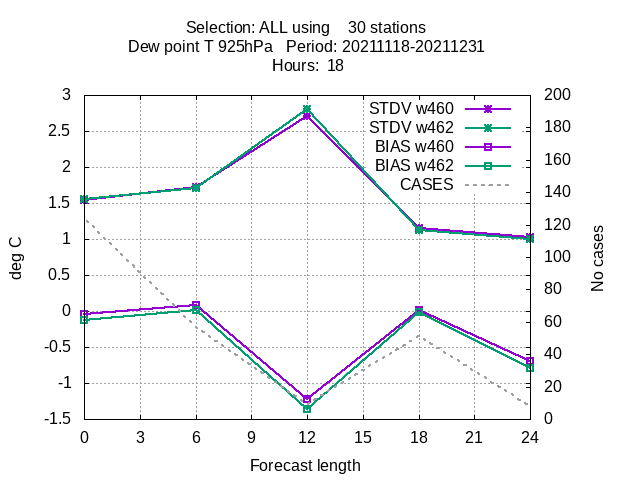 Selection: ALL using    30 stations
Dew point T 925hPa   Period: 20211118-20211231
Hours:  18
3
2.5
2
1.5
1
0.5
0
-0.5
-1
-1.5
deg C
STDV w460
STDV w462
BIAS w460
BIAS w462
CASES
200
180
160
140
120
100
80
60
40
20
0
No cases
0 3 6 9 12 15 18 21 24
Forecast length